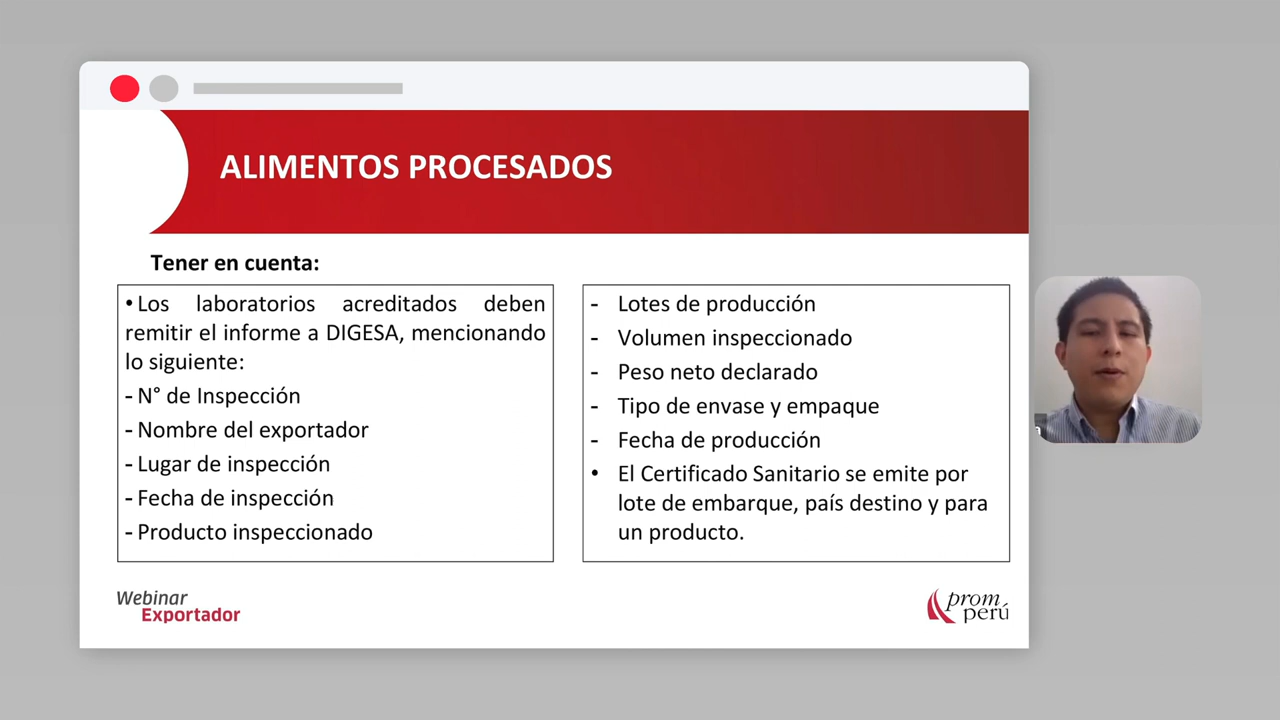 ALIMENTOS PROCESADOS
Tener en cuenta:
• Los laboratorios acreditados deben
remitir el informe a DIGESA, mencionando
lo siguiente:
- N° de Inspección
- Nombre del exportador
- Lugar de inspección
- Fecha de inspección
- Producto inspeccionado
- Lotes de producción
- Volumen inspeccionado
- Peso neto declarado
- Tipo de envase y empaque
- Fecha de producción
• El Certificado Sanitario se emite por
lote de embarque, país destino y para
un producto.
Webinar
Exportador
prom
perú